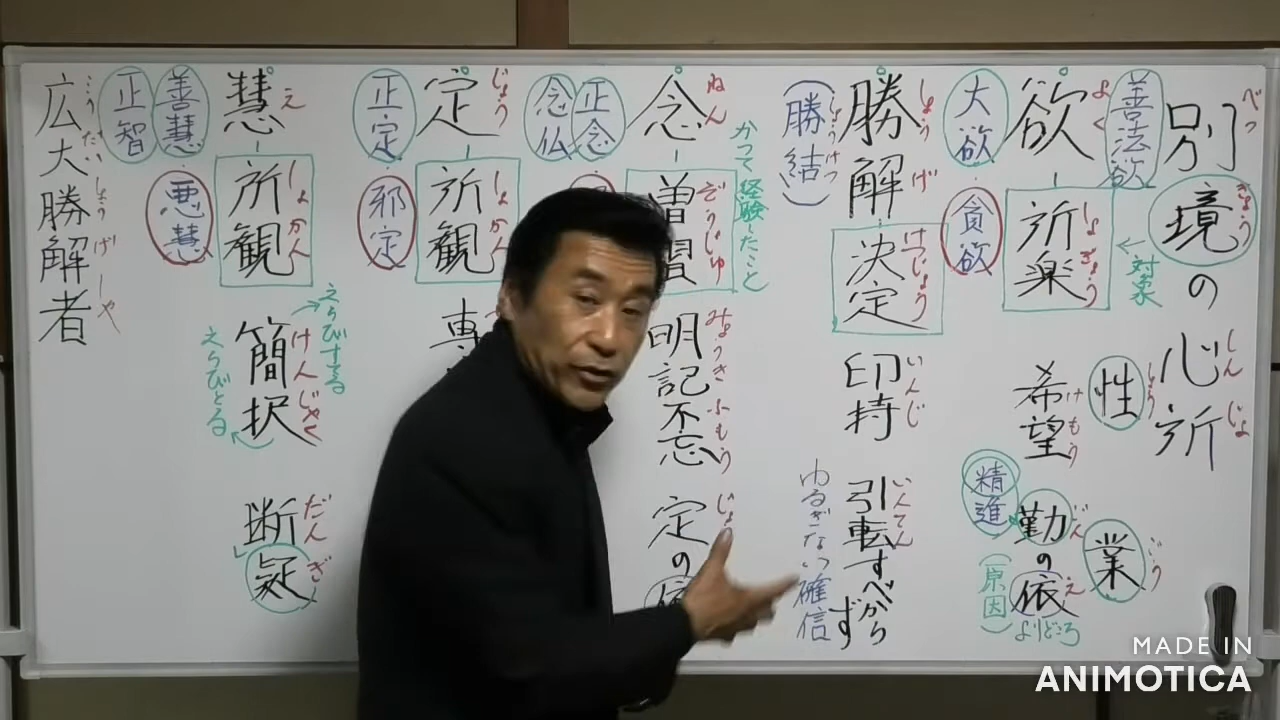 別境の心所
べっ
きょう
しん
じょ
善法欲
性
しょう
業
ごう
欲
よく
所楽
しょぎょう
←対象
希望
けもう
勤の依
ごん
え
よりどころ
大欲
貪欲
精進
(原因)
勝解
しょうげ
決定
けつじょう
印持
いんじ
引転すべからず
いんてん
(勝結)
しょうけつ
ゆるぎない確信
念
ねん
曽習
ぞうしゅう
かつて経験したこと
明記不忘
みょうきふもう
定の依
じょう
正念
念仏
定
じょう
所観
しょかん
専
正定
邪定
慧
え
所観
しょかん
簡択
けんじゃく
えらびすてる
えらびとる
断疑
だんぎ
善慧
悪慧
正智
広大勝解者
こうだいしょうげしゃ
MADE IN
ANIMOTICA